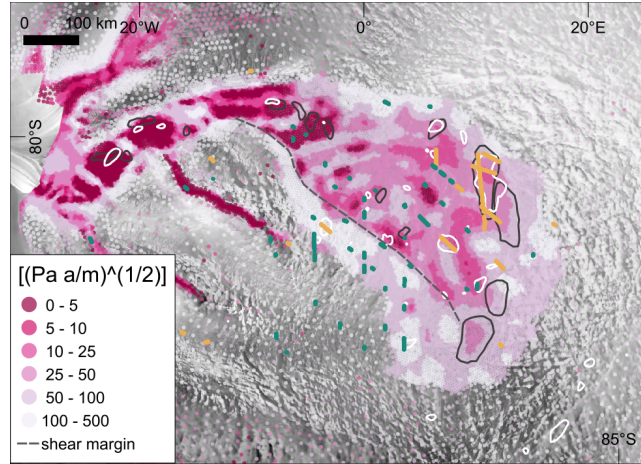 0 100 km
20°W
0°
20°E
80°S
[(Pa a/m)^(1/2)]
0 - 5
5 - 10
10 - 25
25 - 50
50 - 100
100 - 500
shear margin
85°S